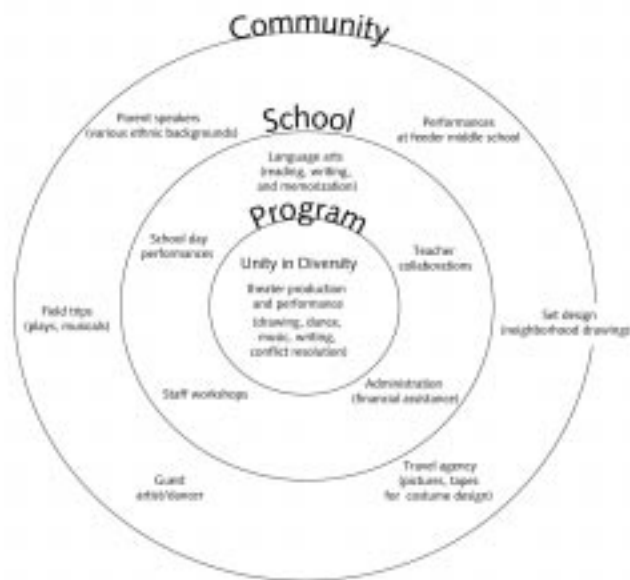 Community
Parent speakers
(various ethnic backgrounds)
School
Performances
at feeder middle school
Language arts
(reading, writing,
and memorization)
Program
School day
performances
Teacher
collaborations
Unity in Diversity
theater production
and performance
(drawing, dance,
music, writing,
conflict resolution)
Field trips
(plays, musicals)
Set design
(neighborhood drawings)
Staff workshops
Administration
(financial assistance)
Guest
artist/dancer
Travel agency
(pictures, tapes
for costume design)